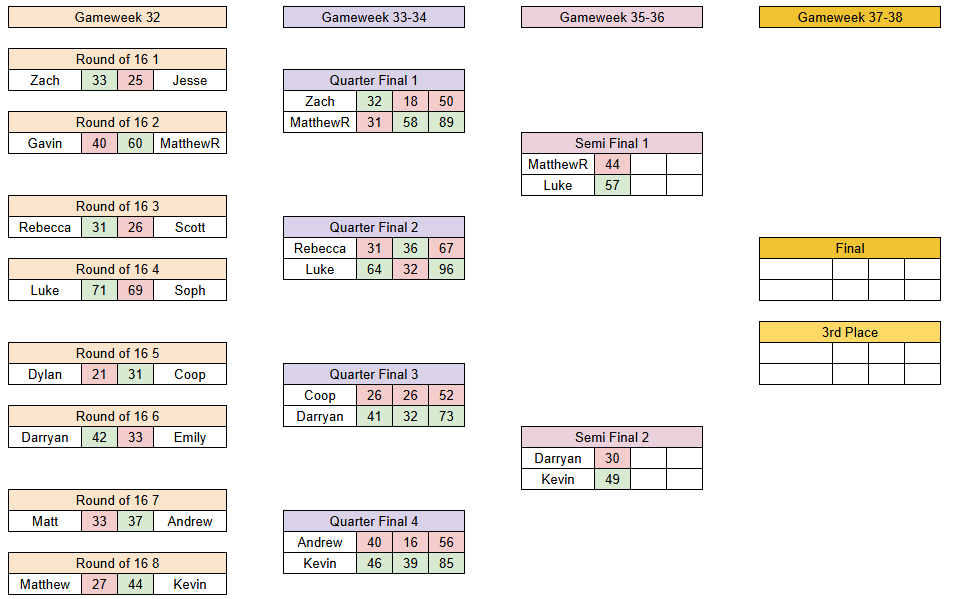 Gameweek 32
Round of 16 1
Zach 33 25 Jesse
Round of 16 2
Gavin 40 60 MatthewR
Round of 16 3
Rebecca 31 26 Scott
Round of 16 4
Luke 71 69 Soph
Round of 16 5
Dylan 21 31 Coop
Round of 16 6
Darryan 42 33 Emily
Round of 16 7
Matt 33 37 Andrew
Round of 16 8
Matthew 27 44 Kevin
Gameweek 33-34
Quarter Final 1
Zach 32 18 50
MatthewR 31 58 89
Quarter Final 2
Rebecca 31 36 67
Luke 64 32 96
Quarter Final 3
Coop 26 26 52
Darryan 41 32 73
Quarter Final 4
Andrew 40 16 56
Kevin 46 39 85
Gameweek 35-36
Semi Final 1
MatthewR 44
Luke 57
Semi Final 2
Darryan 30
Kevin 49
Gameweek 37-38
Final
3rd Place